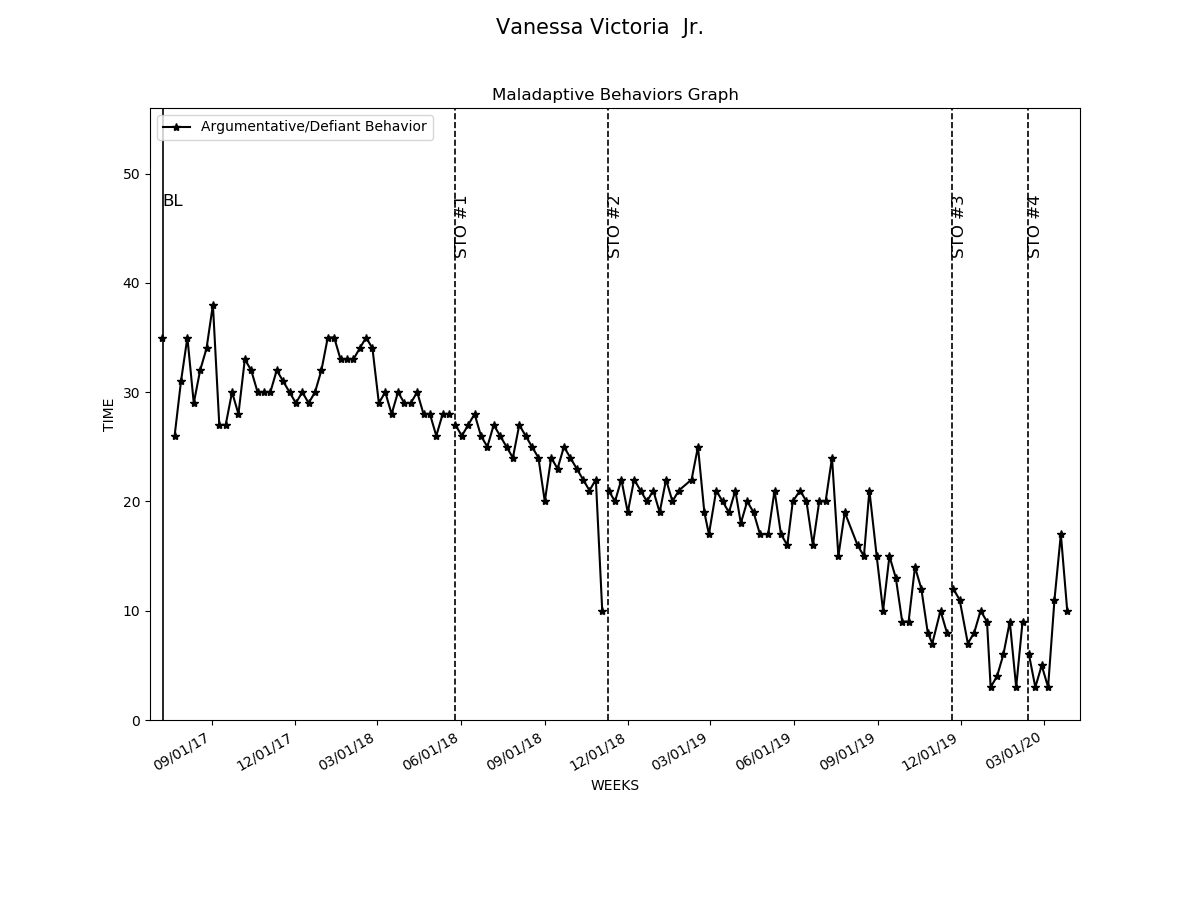 Vanessa Victoria  Jr.
Maladaptive Behaviors Graph
Argumentative/Defiant Behavior
50
BL
STO #1
STO #2
STO #3
STO #4
40
30
TIME
20
10
0
09/01/17
12/01/17
03/01/18
06/01/18
09/01/18
12/01/18
03/01/19
06/01/19
09/01/19
12/01/19
03/01/20
WEEKS